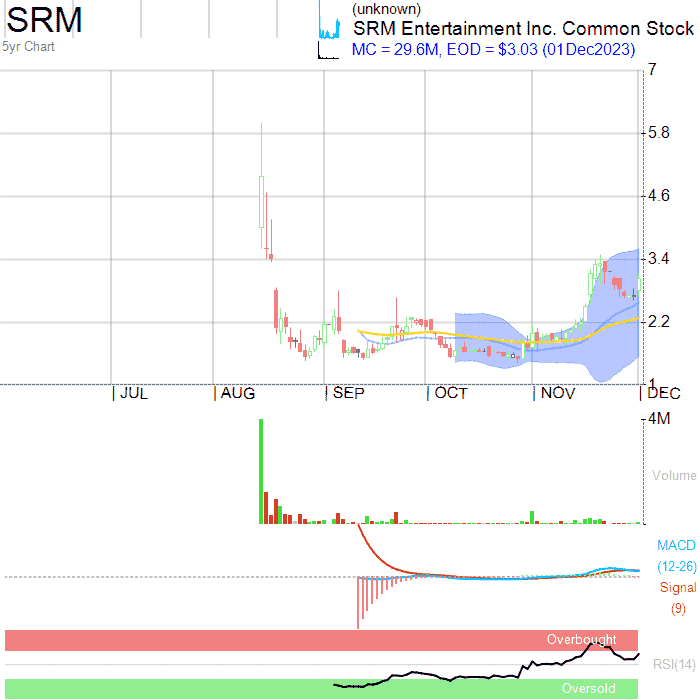 SRM
5yr Chart
(unknown)
SRM Entertainment Inc. Common Stock
MC = 29.6M, EOD = $3.03 (01Dec2023)
7
5.8
4.6
3.4
2.2
1
JUL
AUG
SEP
OCT
NOV
DEC
4M
Volume
MACD
(12-26)
Signal
(9)
Overbought
RSI(14)
Oversold